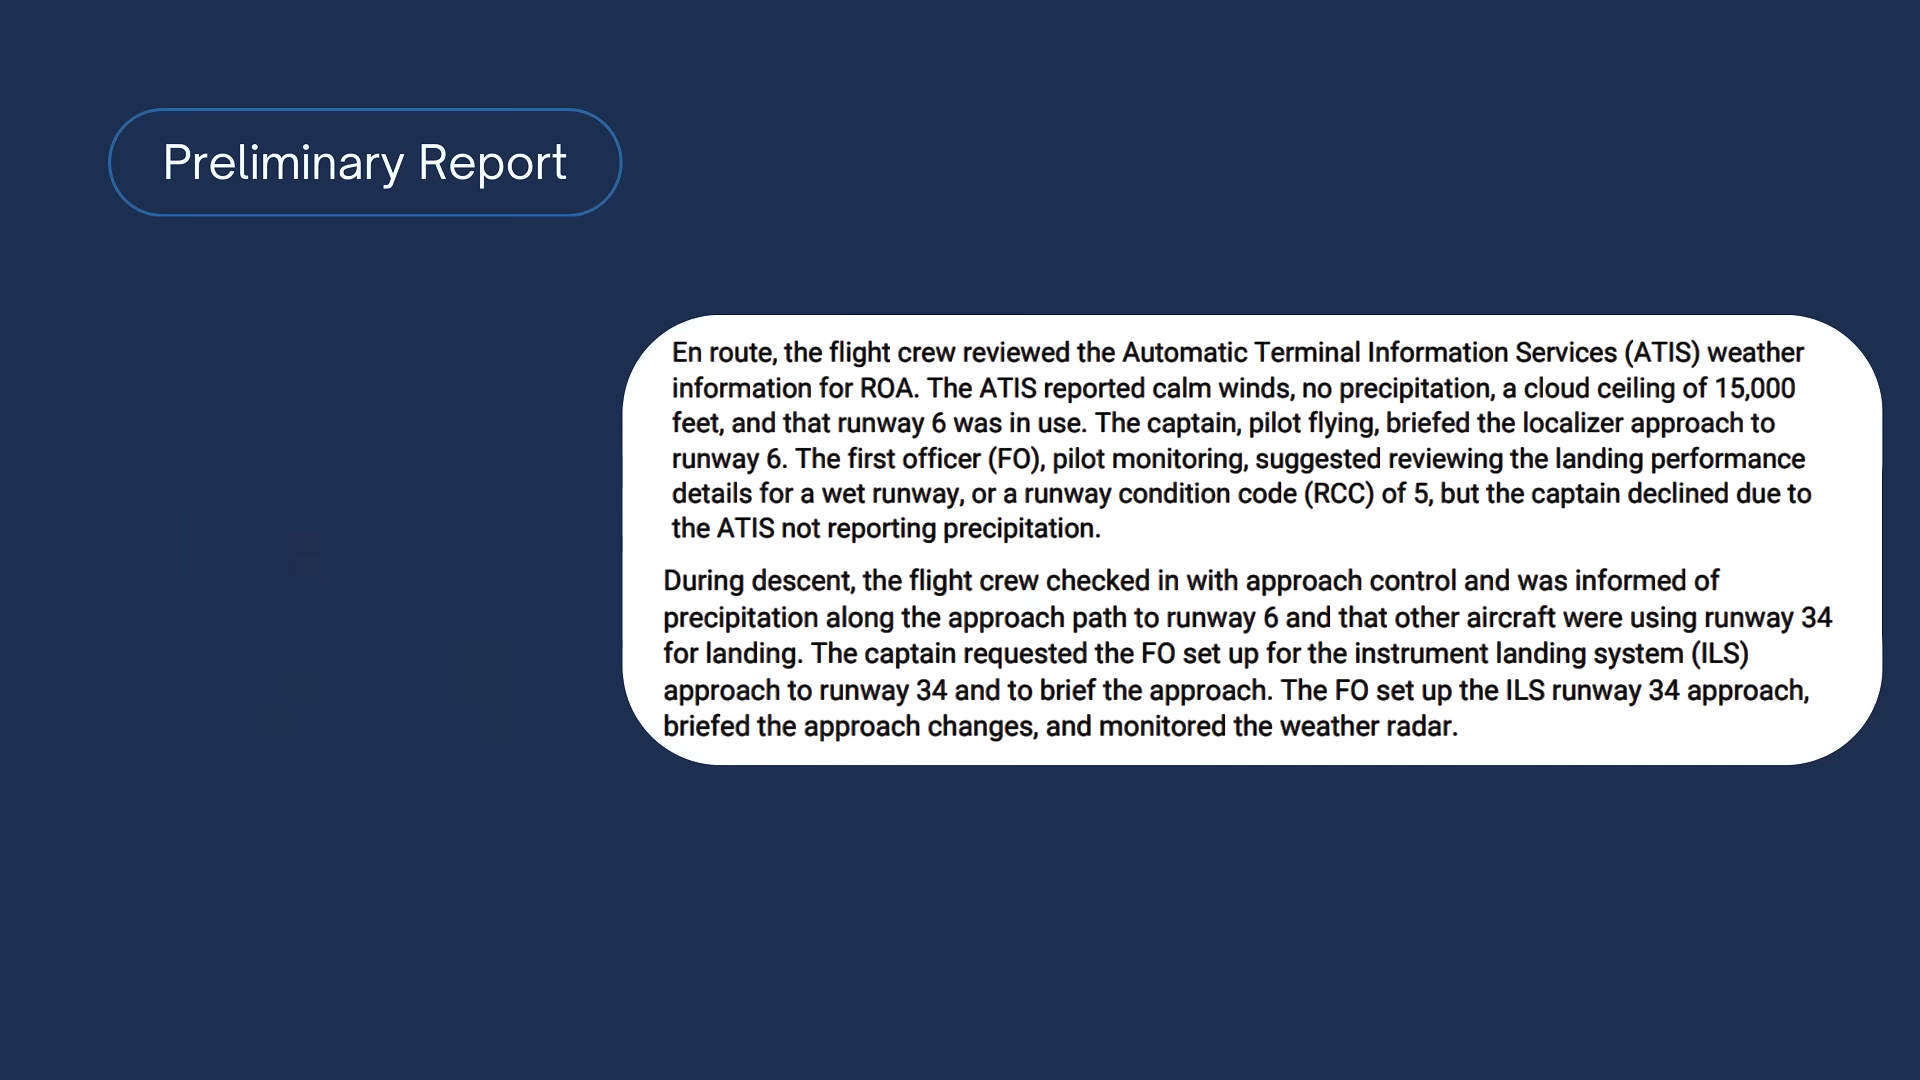 Preliminary Report
En route, the flight crew reviewed the Automatic Terminal Information Services (ATIS) weather
information for ROA. The ATIS reported calm winds, no precipitation, a cloud ceiling of 15,000
feet, and that runway 6 was in use. The captain, pilot flying, briefed the localizer approach to
runway 6. The first officer (FO), pilot monitoring, suggested reviewing the landing performance
details for a wet runway, or a runway condition code (RCC) of 5, but the captain declined due to
the ATIS not reporting precipitation.
During descent, the flight crew checked in with approach control and was informed of
precipitation along the approach path to runway 6 and that other aircraft were using runway 34
for landing. The captain requested the FO set up for the instrument landing system (ILS)
approach to runway 34 and to brief the approach. The FO set up the ILS runway 34 approach,
briefed the approach changes, and monitored the weather radar.